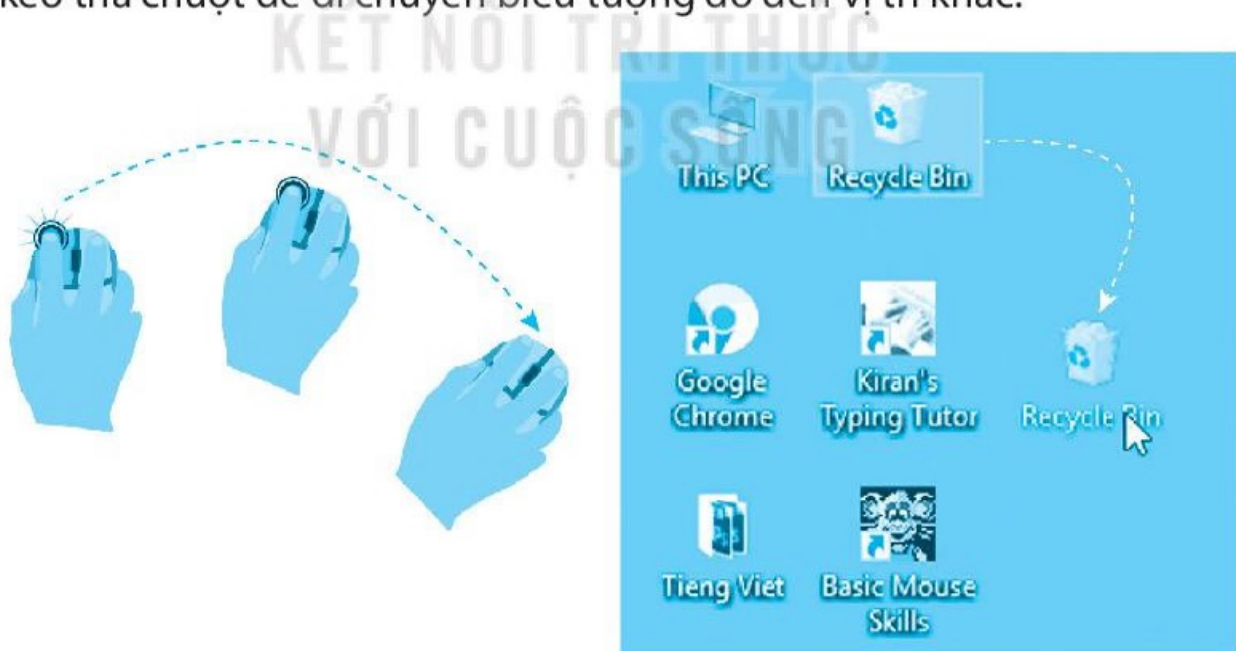 kéo thả chuột để di chuyển biểu tượng đó đến vị trí khác.
KẾT NỐI TRI THỨC
VỚI CUỘC SỐNG
This PC
Recycle Bin
Google
Chrome
Kiran's
Typing Tutor
Recycle Bin
Tieng Viet
Basic Mouse
Skills